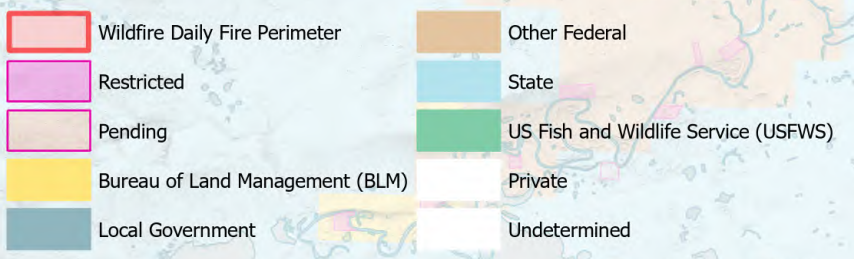 Wildfire Daily Fire Perimeter
Restricted
Pending
Bureau of Land Management (BLM)
Local Government
Other Federal
State
US Fish and Wildlife Service (USFWS)
Private
Undetermined